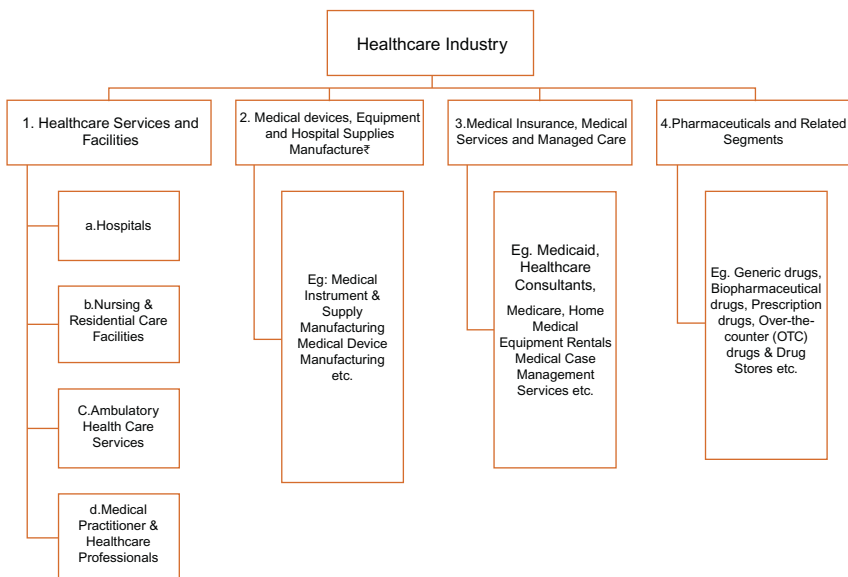 Healthcare Industry
1. Healthcare Services and
Facilities
2. Medical devices, Equipment
and Hospital Supplies
Manufacture₹
3.Medical Insurance, Medical
Services and Managed Care
4.Pharmaceuticals and Related
Segments
a.Hospitals
b.Nursing &
Residential Care
Facilities
C.Ambulatory
Health Care
Services
d.Medical
Practitioner &
Healthcare
Professionals
Eg: Medical
Instrument &
Supply
Manufacturing
Medical Device
Manufacturing
etc.
Eg. Medicaid,
Healthcare
Consultants,
Medicare, Home
Medical
Equipment Rentals
Medical Case
Management
Services etc.
Eg. Generic drugs,
Biopharmaceutical
drugs, Prescription
drugs, Over-the-
counter (OTC)
drugs & Drug
Stores etc.